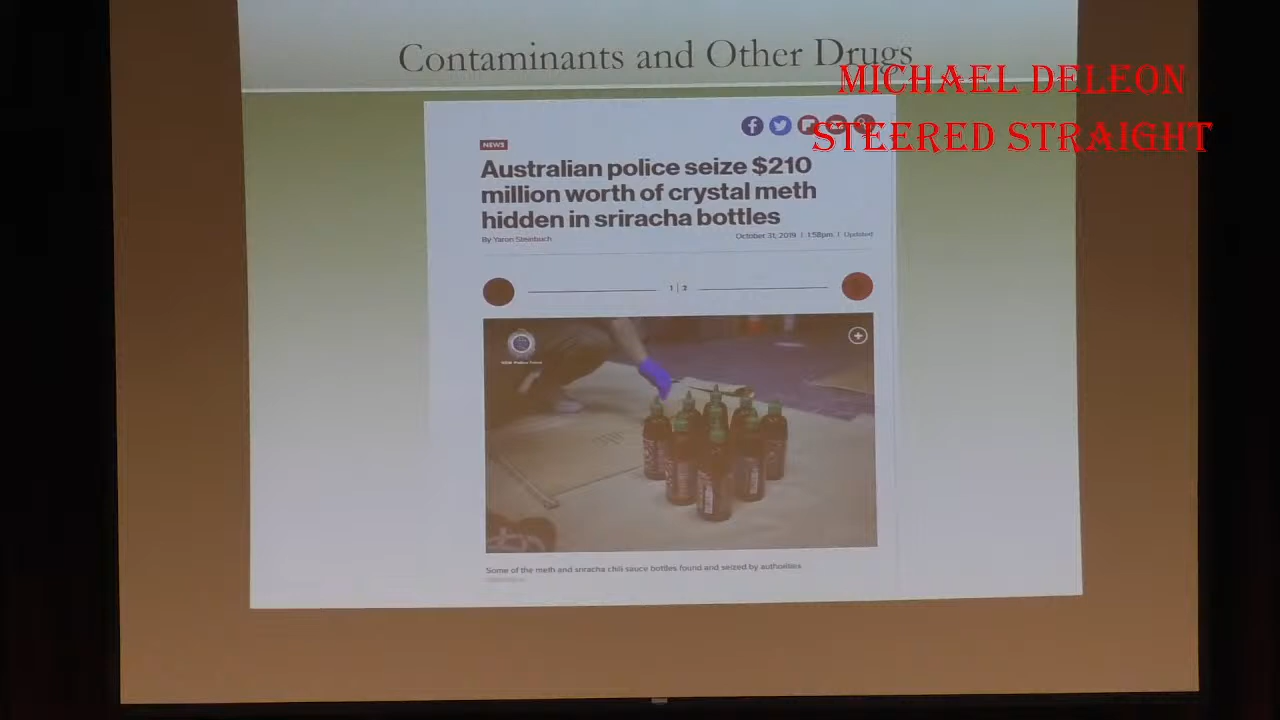 Contaminants and Other Drugs
MICHAEL DELEON
STEERED STRAIGHT
NEWS
Australian police seize $210
million worth of crystal meth
hidden in sriracha bottles
By Yaron Steinbuch
October 31, 2019 | 1:58pm | Updated
1 | 2
Some of the meth and sriracha chili sauce bottles found and seized by authorities